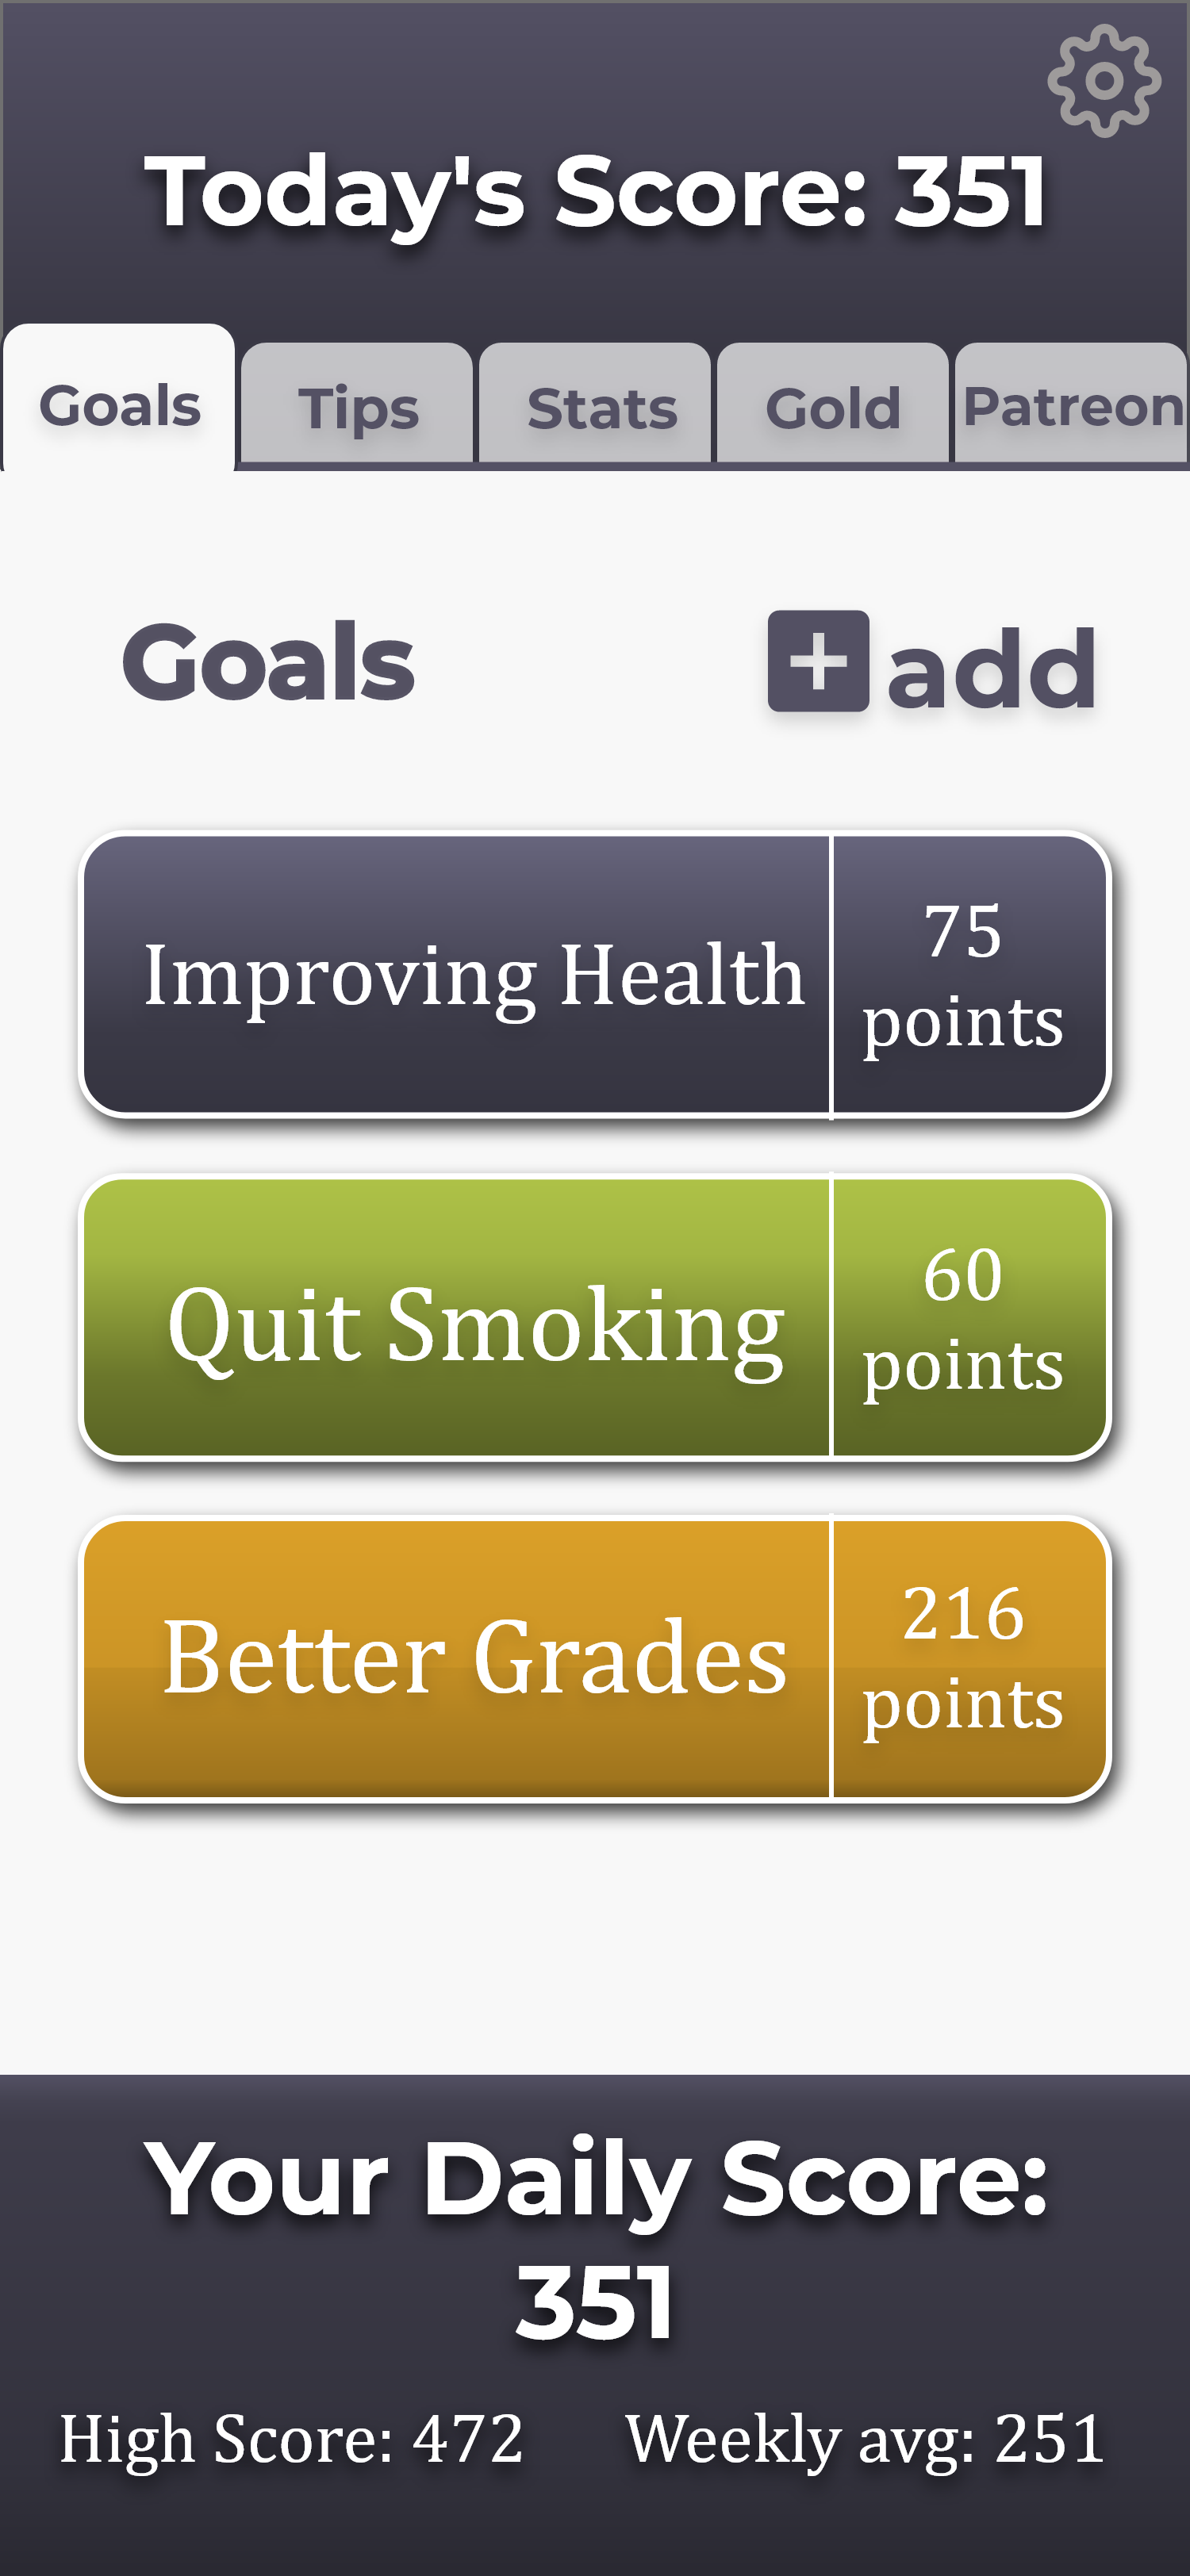 Today's Score: 351
Goals
Tips
Stats
Gold
Patreon
Goals
add
Improving Health
75
points
Quit Smoking
60
points
Better Grades
216
points
Your Daily Score:
351
High Score: 472
Weekly avg: 251